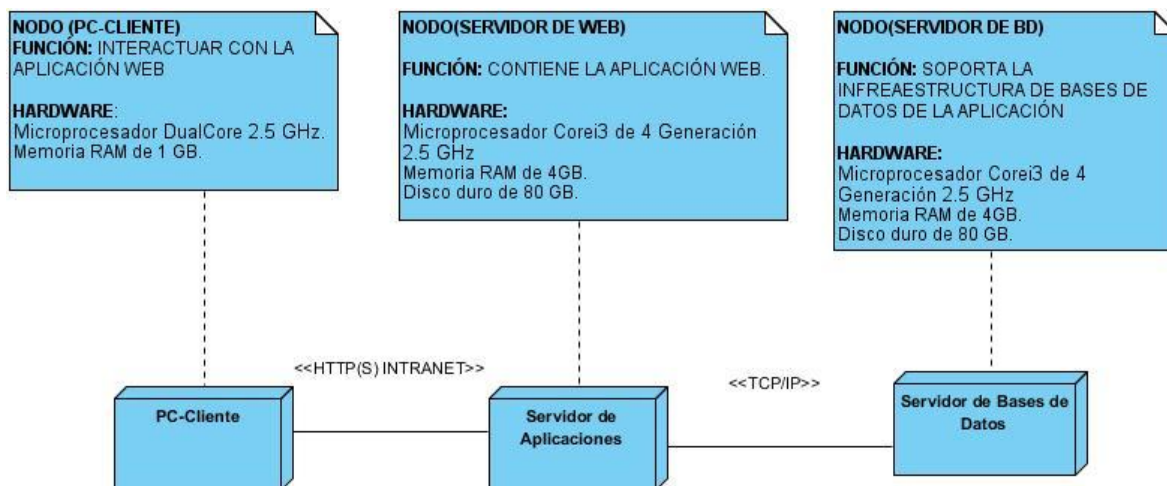 NODO (PC-CLIENTE)
FUNCIÓN: INTERACTUAR CON LA
APLICACIÓN WEB
HARDWARE:
Microprocesador DualCore 2.5 GHz.
Memoria RAM de 1 GB.
NODO(SERVIDOR DE WEB)
FUNCIÓN: CONTIENE LA APLICACIÓN WEB.
HARDWARE:
Microprocesador Corei3 de 4 Generación
2.5 GHz
Memoria RAM de 4GB.
Disco duro de 80 GB.
NODO(SERVIDOR DE BD)
FUNCIÓN: SOPORTA LA
INFREAESTRUCTURA DE BASES DE
DATOS DE LA APLICACIÓN
HARDWARE:
Microprocesador Corei3 de 4
Generación 2.5 GHz
Memoria RAM de 4GB.
Disco duro de 80 GB.
<<HTTP(S) INTRANET>>
<<TCP/IP>>
PC-Cliente
Servidor de
Aplicaciones
Servidor de Bases de
Datos